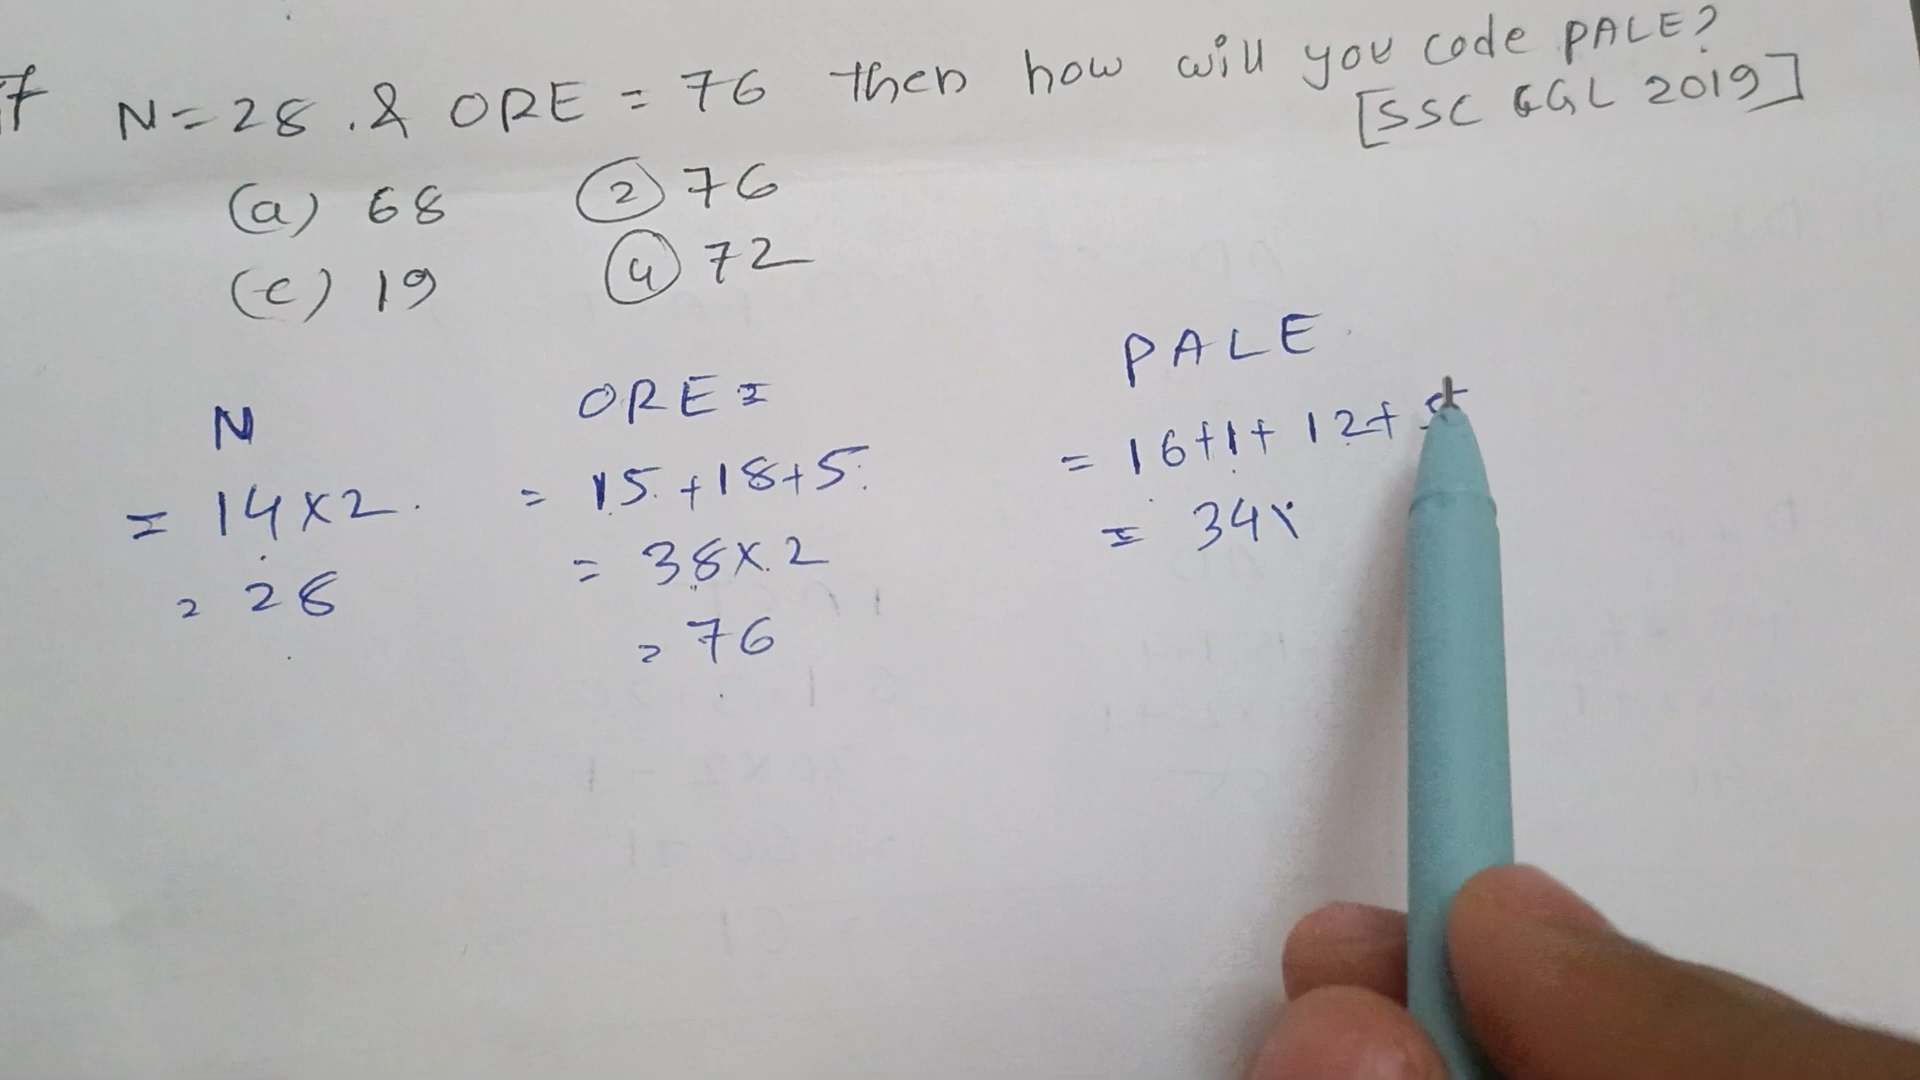 If N=28 & ORE = 76 then how will you code PALE?
[SSC CGL 2019]
(a) 68 (2) 76
(c) 19 (4) 72
N
= 14×2
= 28
ORE =
= 15+18+5
= 38×2
= 76
PALE
= 16+1+12+5
= 34